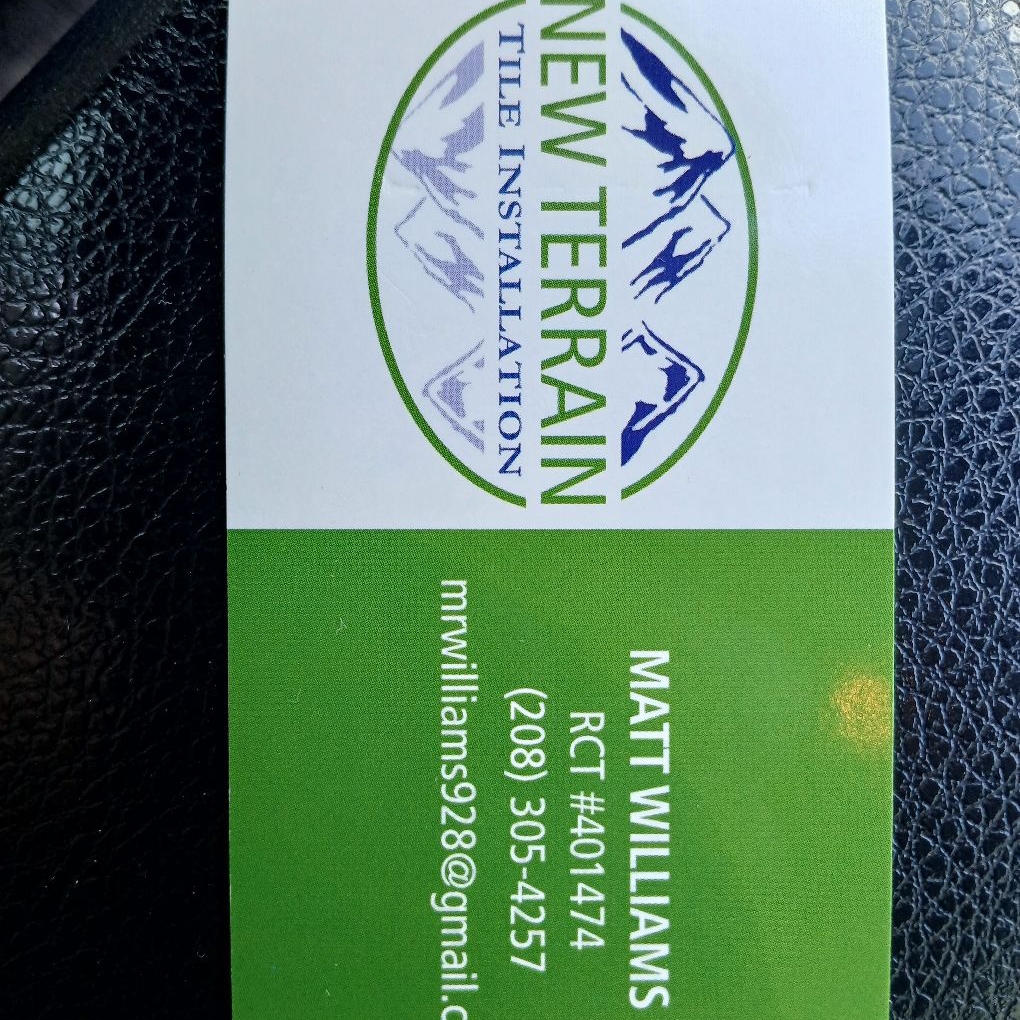 NEW TERRAIN
TILE INSTALLATION
MATT WILLIAMS
RCT #401474
(208) 305-4257
mrwilliams928@gmail.c